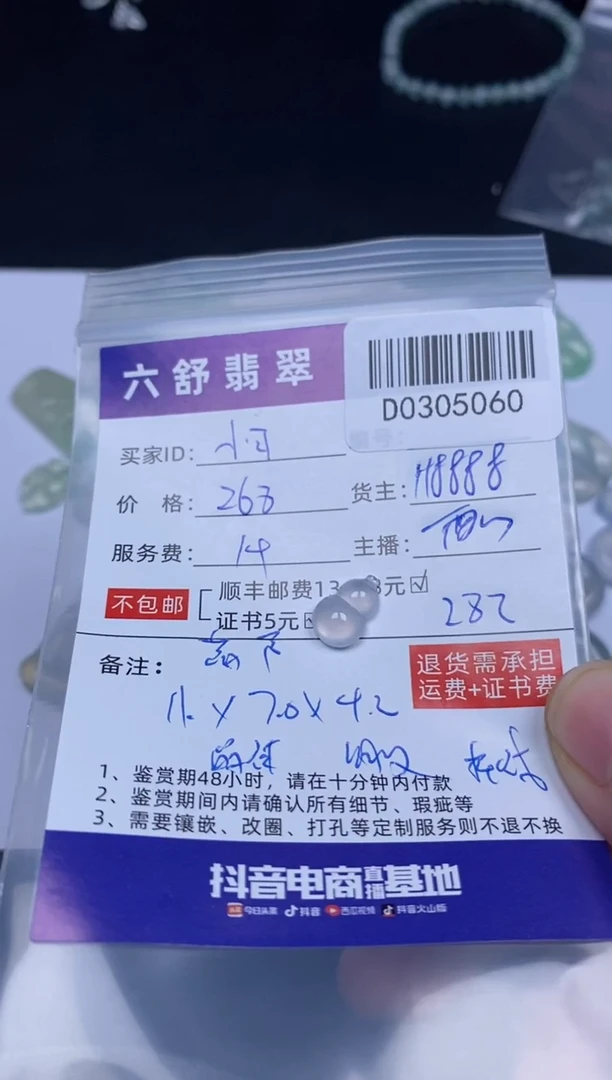 六舒翡翠
D0305060
买家ID:
价 格: 268
货主: H8888
服务费: 14
主播:
不包邮
顺丰邮费13 8元☑
证书5元
282
备注:
葫芦
11. X 7.0 X 4.2
退货需承担
运费+证书费
1、鉴赏期48小时，请在十分钟内付款
2、鉴赏期间内请确认所有细节、瑕疵等
3、需要镶嵌、改圈、打孔等定制服务则不退不换
抖音电商直播基地
今日头条 抖音 西瓜视频 抖音火山版